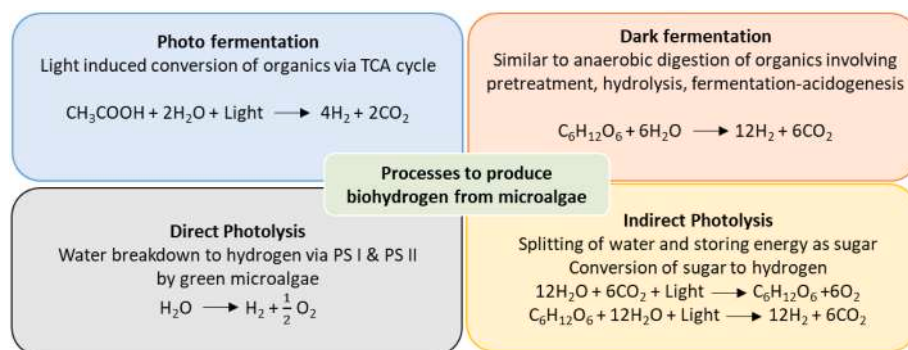 Photo fermentation
Light induced conversion of organics via TCA cycle
CH₃COOH + 2H₂O + Light ⟶ 4H₂ + 2CO₂
Dark fermentation
Similar to anaerobic digestion of organics involving
pretreatment, hydrolysis, fermentation-acidogenesis
C₆H₁₂O₆ + 6H₂O ⟶ 12H₂ + 6CO₂
Processes to produce
biohydrogen from microalgae
Direct Photolysis
Water breakdown to hydrogen via PS I & PS II
by green microalgae
H₂O ⟶ H₂ + ½ O₂
Indirect Photolysis
Splitting of water and storing energy as sugar
Conversion of sugar to hydrogen
12H₂O + 6CO₂ + Light ⟶ C₆H₁₂O₆ +6O₂
C₆H₁₂O₆ + 12H₂O + Light ⟶ 12H₂ + 6CO₂